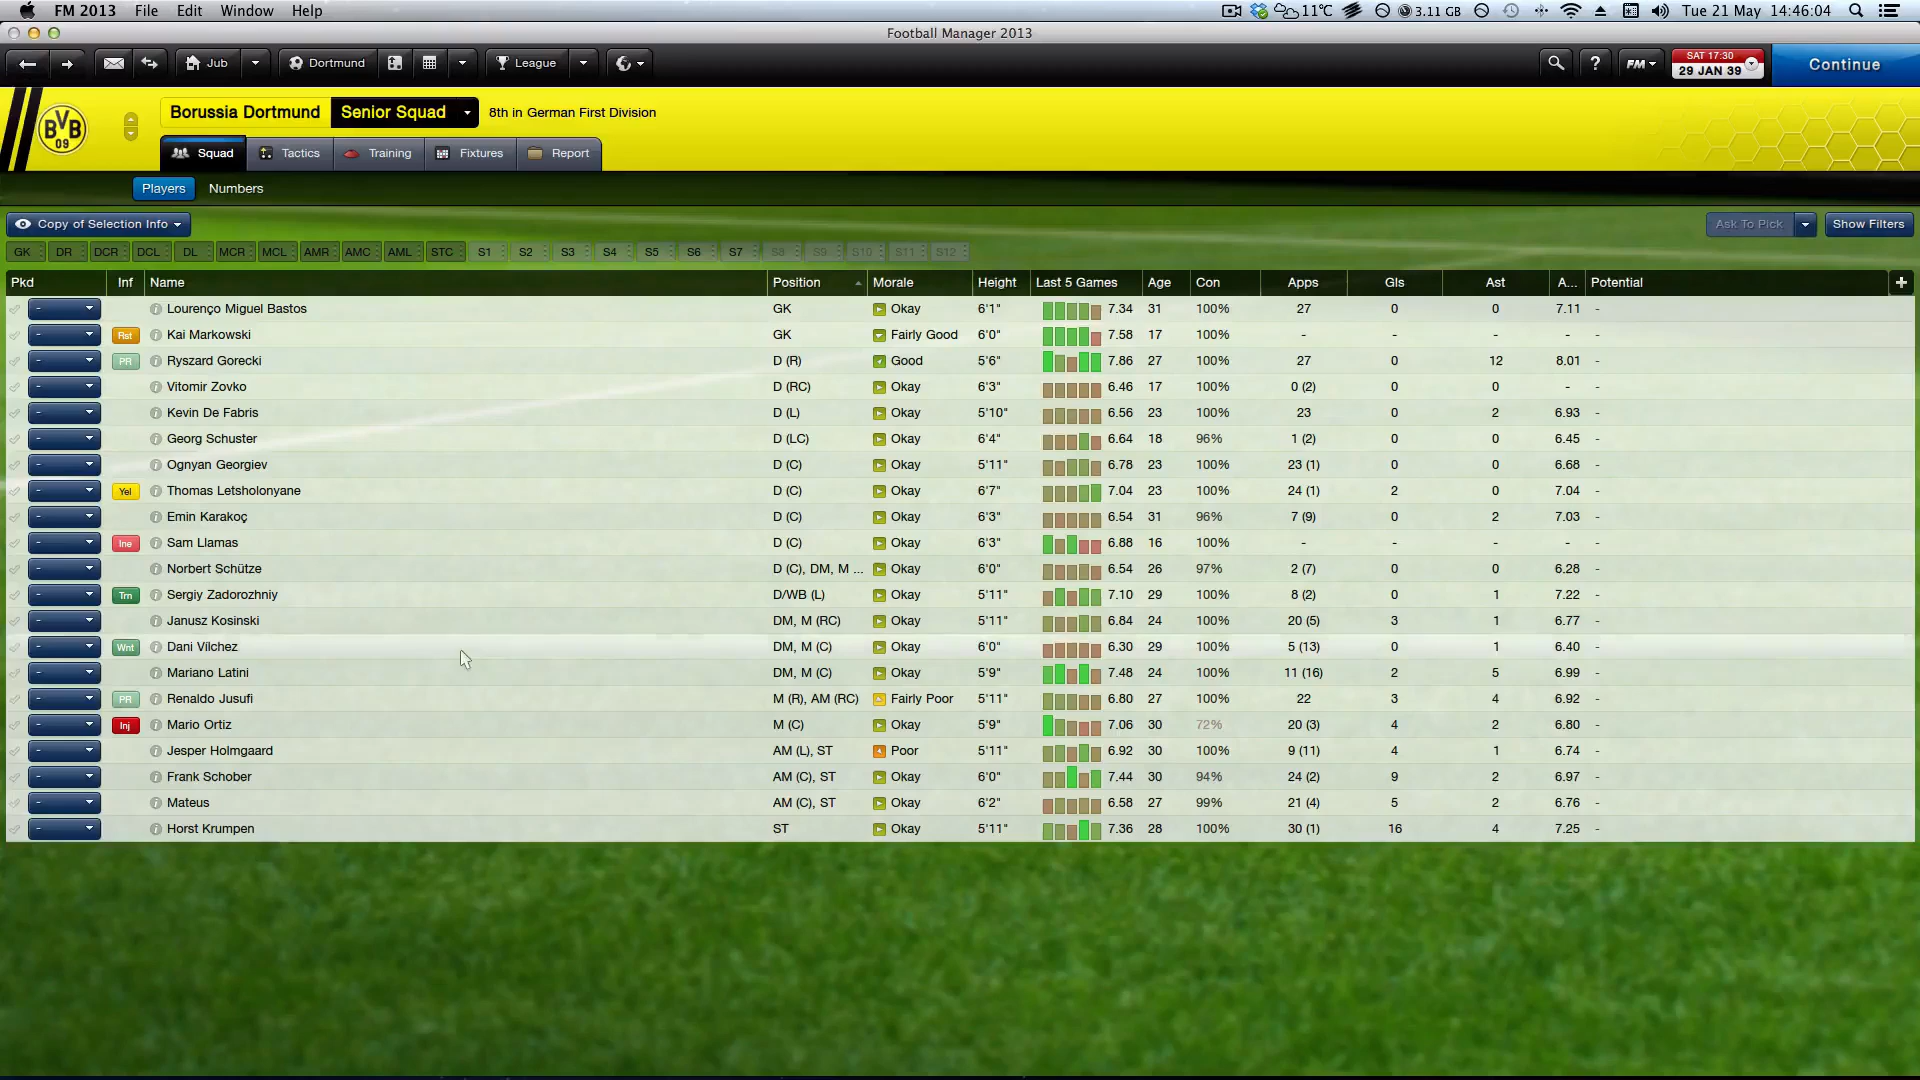 FM 2013 File Edit Window Help 11°C 3.11 GB Tue 21 May 14:46:04
Football Manager 2013
Job Dortmund League ? FM SAT 17:30 29 JAN 39 Continue
BVB 09 Borussia Dortmund Senior Squad 8th in German First Division
Squad Tactics Training Fixtures Report
Players Numbers
Copy of Selection Info Ask To Pick Show Filters
GK DR DCR DCL DL MCR MCL AMR AMC AML STC S1 S2 S3 S4 S5 S6 S7 S8 S9 S10 S11 S12
Pkd Inf Name Position Morale Height Last 5 Games Age Con Apps Gls Ast A... Potential +
- Lourenço Miguel Bastos GK Okay 6'1" 7.34 31 100% 27 0 0 7.11 -
- Rst Kai Markowski GK Fairly Good 6'0" 7.58 17 100% - - - - -
- PR Ryszard Gorecki D (R) Good 5'6" 7.86 27 100% 27 0 12 8.01 -
- Vitomir Zovko D (RC) Okay 6'3" 6.46 17 100% 0 (2) 0 0 - -
- Kevin De Fabris D (L) Okay 5'10" 6.56 23 100% 23 0 2 6.93 -
- Georg Schuster D (LC) Okay 6'4" 6.64 18 96% 1 (2) 0 0 6.45 -
- Ognyan Georgiev D (C) Okay 5'11" 6.78 23 100% 23 (1) 0 0 6.68 -
- Yel Thomas Letsholonyane D (C) Okay 6'7" 7.04 23 100% 24 (1) 2 0 7.04 -
- Emin Karakoç D (C) Okay 6'3" 6.54 31 96% 7 (9) 0 2 7.03 -
- Ine Sam Llamas D (C) Okay 6'3" 6.88 16 100% - - - - -
- Norbert Schütze D (C), DM, M ... Okay 6'0" 6.54 26 97% 2 (7) 0 0 6.28 -
- Trn Sergiy Zadorozhniy D/WB (L) Okay 5'11" 7.10 29 100% 8 (2) 0 1 7.22 -
- Janusz Kosinski DM, M (RC) Okay 5'11" 6.84 24 100% 20 (5) 3 1 6.77 -
- Wnt Dani Vílchez DM, M (C) Okay 6'0" 6.30 29 100% 5 (13) 0 1 6.40 -
- Mariano Latini DM, M (C) Okay 5'9" 7.48 24 100% 11 (16) 2 5 6.99 -
- PR Renaldo Jusufi M (R), AM (RC) Fairly Poor 5'11" 6.80 27 100% 22 3 4 6.92 -
- Inj Mario Ortiz M (C) Okay 5'9" 7.06 30 72% 20 (3) 4 2 6.80 -
- Jesper Holmgaard AM (L), ST Poor 5'11" 6.92 30 100% 9 (11) 4 1 6.74 -
- Frank Schober AM (C), ST Okay 6'0" 7.44 30 94% 24 (2) 9 2 6.97 -
- Mateus AM (C), ST Okay 6'2" 6.58 27 99% 21 (4) 5 2 6.76 -
- Horst Krumpen ST Okay 5'11" 7.36 28 100% 30 (1) 16 4 7.25 -